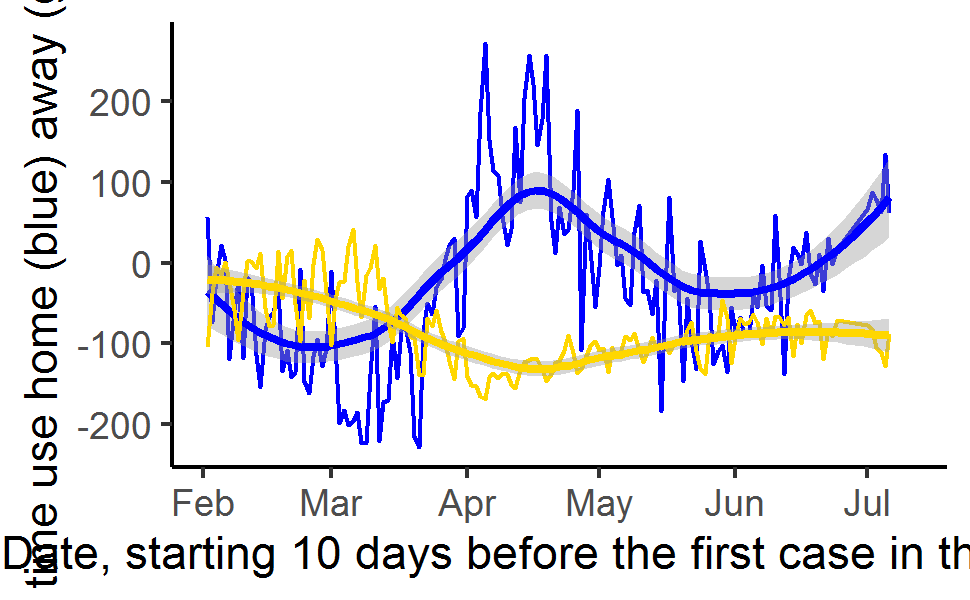 time use home (blue) away (g
200
100
0
-100
-200
Feb Mar Apr May Jun Jul
Date, starting 10 days before the first case in th